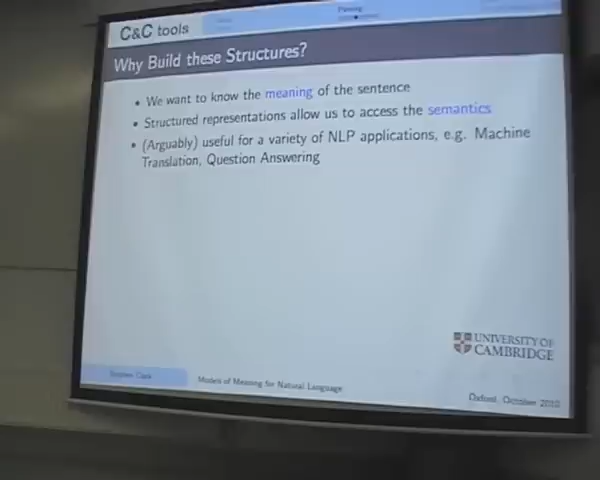 C&C tools
Parsing
Why Build these Structures?
• We want to know the meaning of the sentence
• Structured representations allow us to access the semantics
• (Arguably) useful for a variety of NLP applications, e.g. Machine
Translation, Question Answering
UNIVERSITY OF
CAMBRIDGE
Stephen Clark
Models of Meaning for Natural Language
Oxford, October 2010